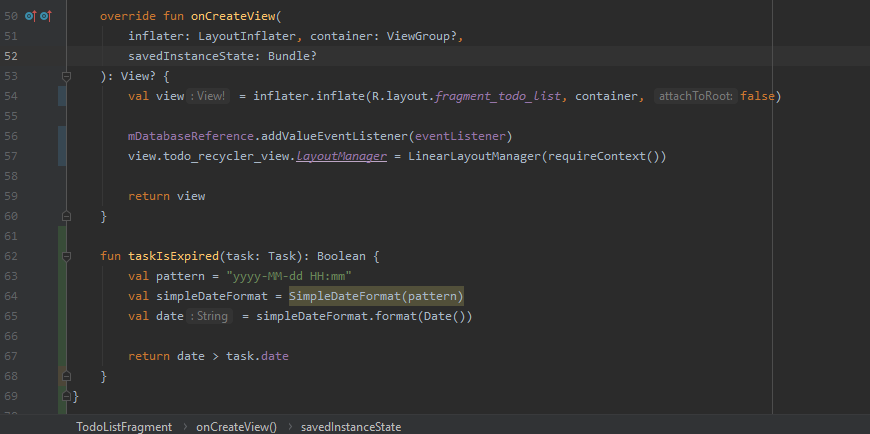 50 override fun onCreateView(
51 inflater: LayoutInflater, container: ViewGroup?,
52 savedInstanceState: Bundle?
53 ): View? {
54 val view : View! = inflater.inflate(R.layout.fragment_todo_list, container, attachToRoot: false)
55
56 mDatabaseReference.addValueEventListener(eventListener)
57 view.todo_recycler_view.layoutManager = LinearLayoutManager(requireContext())
58
59 return view
60 }
61
62 fun taskIsExpired(task: Task): Boolean {
63 val pattern = "yyyy-MM-dd HH:mm"
64 val simpleDateFormat = SimpleDateFormat(pattern)
65 val date : String = simpleDateFormat.format(Date())
66
67 return date > task.date
68 }
69 }
TodoListFragment › onCreateView() › savedInstanceState